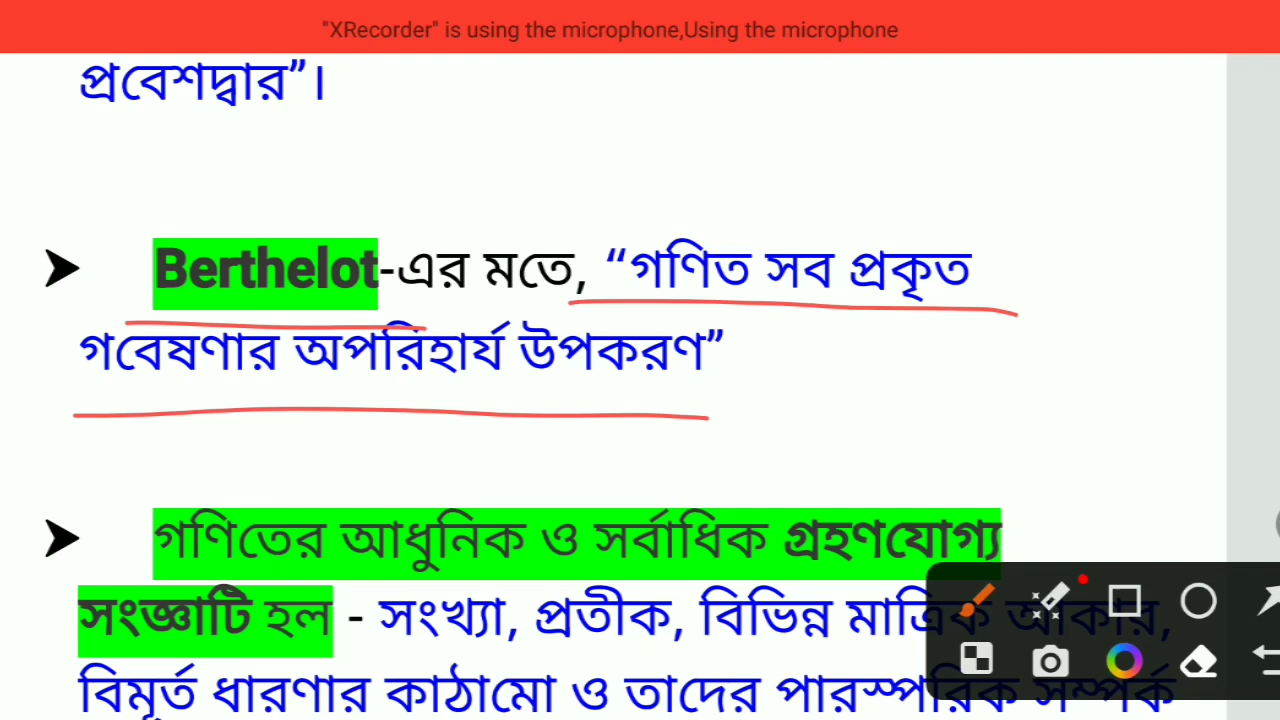 "XRecorder" is using the microphone,Using the microphone
প্রবেশদ্বার”।
➤ Berthelot-এর মতে, “গণিত সব প্রকৃত
গবেষণার অপরিহার্য উপকরণ”
➤ গণিতের আধুনিক ও সর্বাধিক গ্রহণযোগ্য
সংজ্ঞাটি হল - সংখ্যা, প্রতীক, বিভিন্ন মাত্রিক আকার,
বিমূর্ত ধারণার কাঠামো ও তাদের পারস্পরিক সম্পর্ক